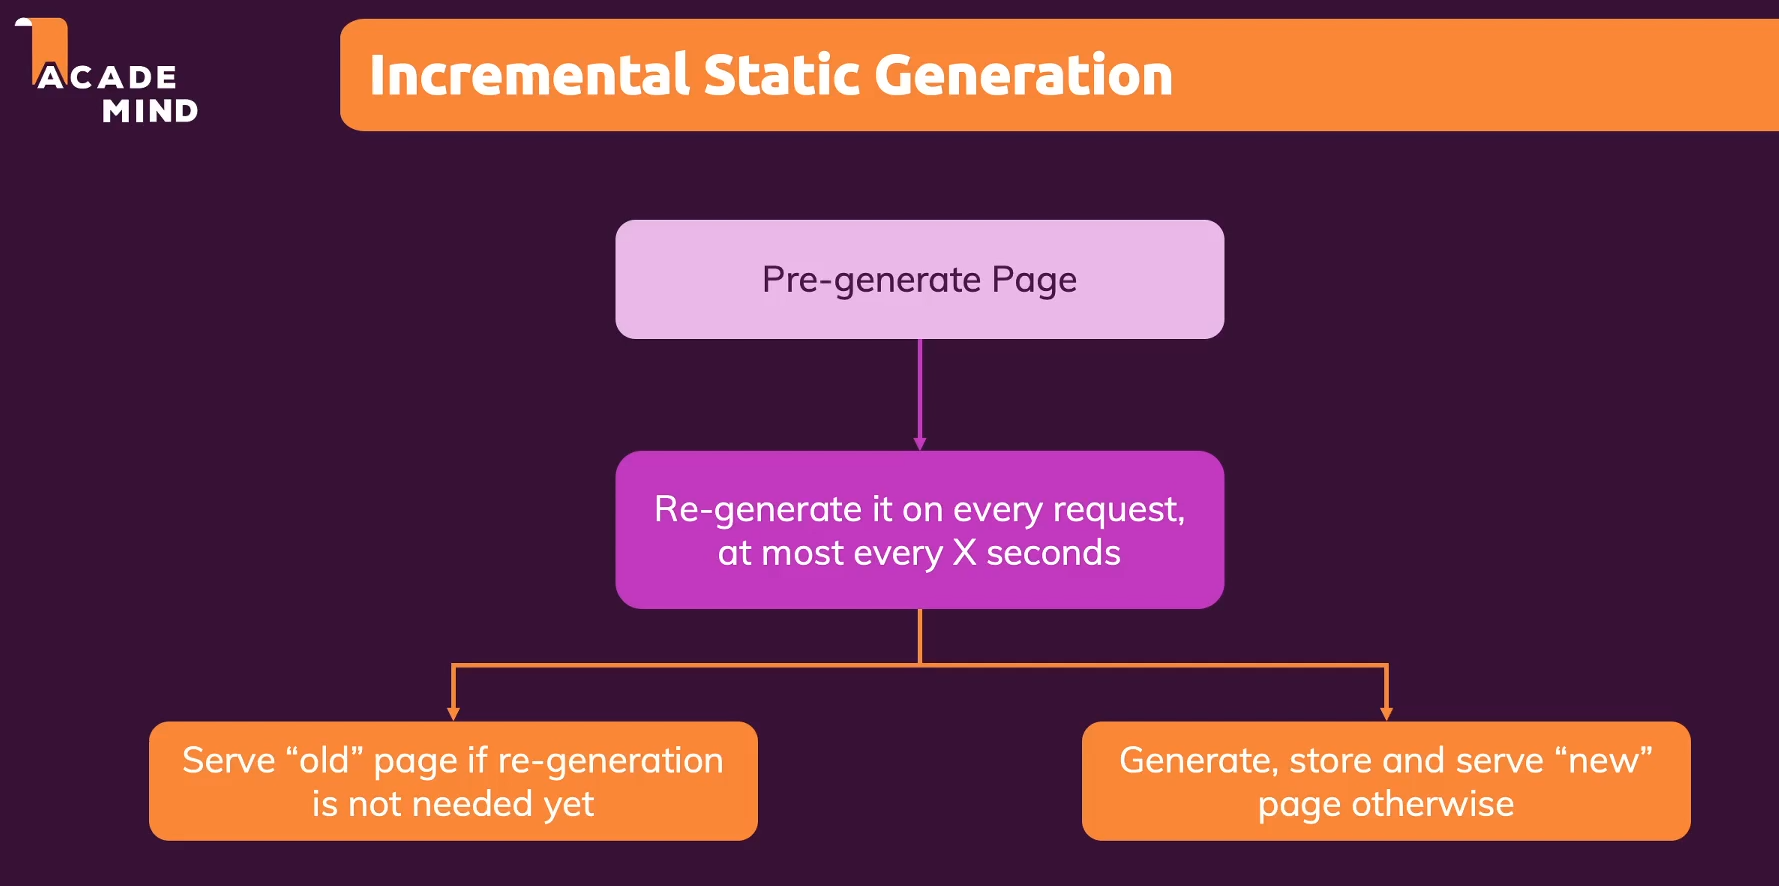 ACADE
MIND
Incremental Static Generation
Pre-generate Page
Re-generate it on every request,
at most every X seconds
Serve “old” page if re-generation
is not needed yet
Generate, store and serve “new”
page otherwise